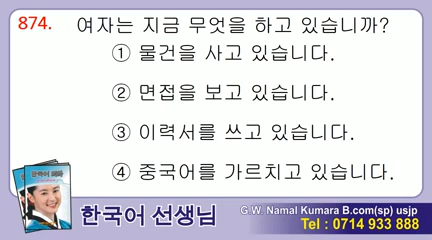 874. 여자는 지금 무엇을 하고 있습니까?
① 물건을 사고 있습니다.
② 면접을 보고 있습니다.
③ 이력서를 쓰고 있습니다.
④ 중국어를 가르치고 있습니다.
한국어 선생님
G.W. Namal Kumara B.com(sp) usjp
Tel : 0714 933 888